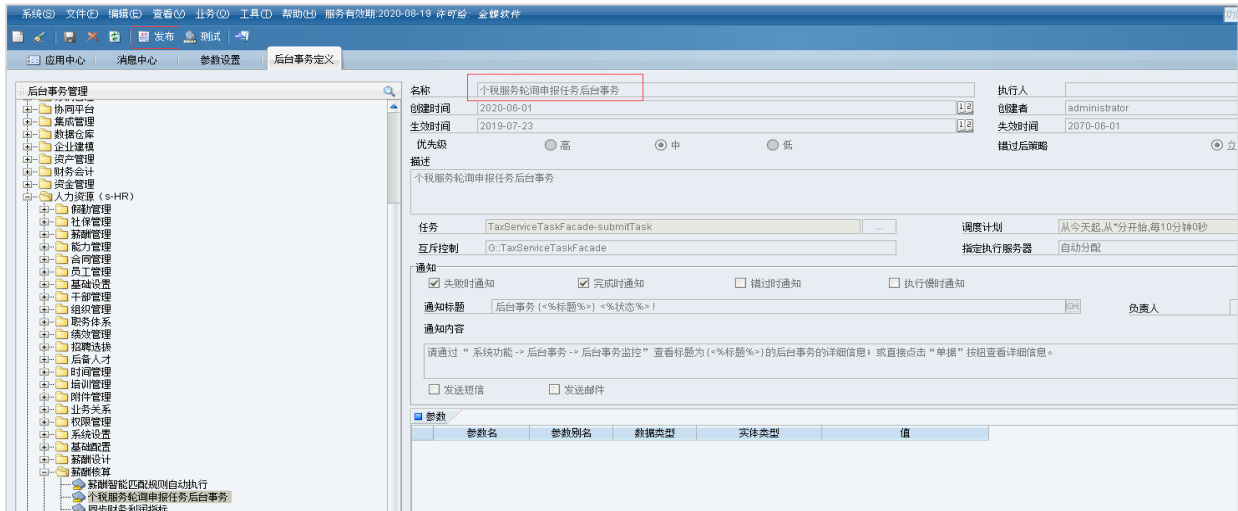 系统(S) 文件(F) 编辑(E) 查看(V) 业务(O) 工具(T) 帮助(H) 服务有效期:2020-08-19 许可给: 金蝶软件
发布 测试
应用中心 消息中心 参数设置 后台事务定义
后台事务管理
协同平台
集成管理
数据仓库
企业建模
资产管理
财务会计
资金管理
人力资源（s-HR）
假勤管理
社保管理
薪酬管理
能力管理
合同管理
员工管理
基础设置
干部管理
组织管理
职务体系
绩效管理
招聘选拔
后备人才
时间管理
培训管理
附件管理
业务关系
权限管理
系统设置
基础配置
薪酬设计
薪酬核算
薪酬智能匹配规则自动执行
个税服务轮询申报任务后台事务
同步财务利润指标
名称 个税服务轮询申报任务后台事务 执行人
创建时间 2020-06-01 创建者 administrator
生效时间 2019-07-23 失效时间 2070-06-01
优先级 高 中 低 错过后策略 立
描述
个税服务轮询申报任务后台事务
任务 TaxServiceTaskFacade-submitTask ... 调度计划 从今天起,从*分开始,每10分钟0秒
互斥控制 G::TaxServiceTaskFacade 指定执行服务器 自动分配
通知
失败时通知 完成时通知 错过时通知 执行慢时通知
通知标题 后台事务 {<%标题%>} <%状态%> ! CH 负责人
通知内容
请通过 “ 系统功能 -> 后台事务 -> 后台事务监控” 查看标题为 {<%标题%>} 的后台事务的详细信息；或直接点击 “单据” 按钮查看详细信息。
发送短信 发送邮件
参数
参数名 参数别名 数据类型 实体类型 值